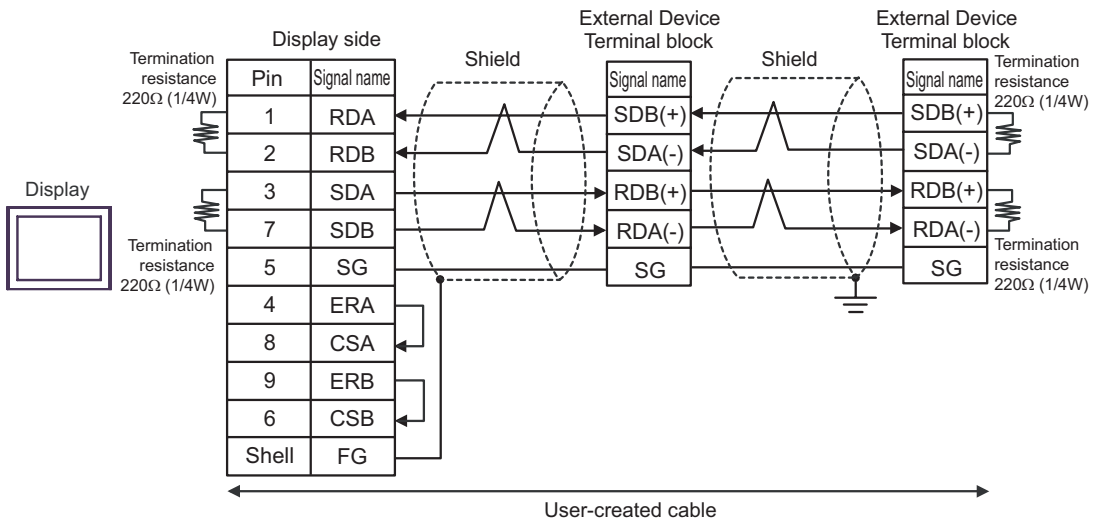 External Device
Terminal block
External Device
Terminal block
Display side
Shield
Shield
Termination
resistance
220Ω (1/4W)
Termination
resistance
220Ω (1/4W)
Pin Signal name
Signal name
Signal name
1 RDA
SDB(+)
SDB(+)
2 RDB
SDA(-)
SDA(-)
Display
3 SDA
RDB(+)
RDB(+)
7 SDB
RDA(-)
RDA(-)
Termination
resistance
220Ω (1/4W)
Termination
resistance
220Ω (1/4W)
5 SG
SG
SG
4 ERA
8 CSA
9 ERB
6 CSB
Shell FG
User-created cable